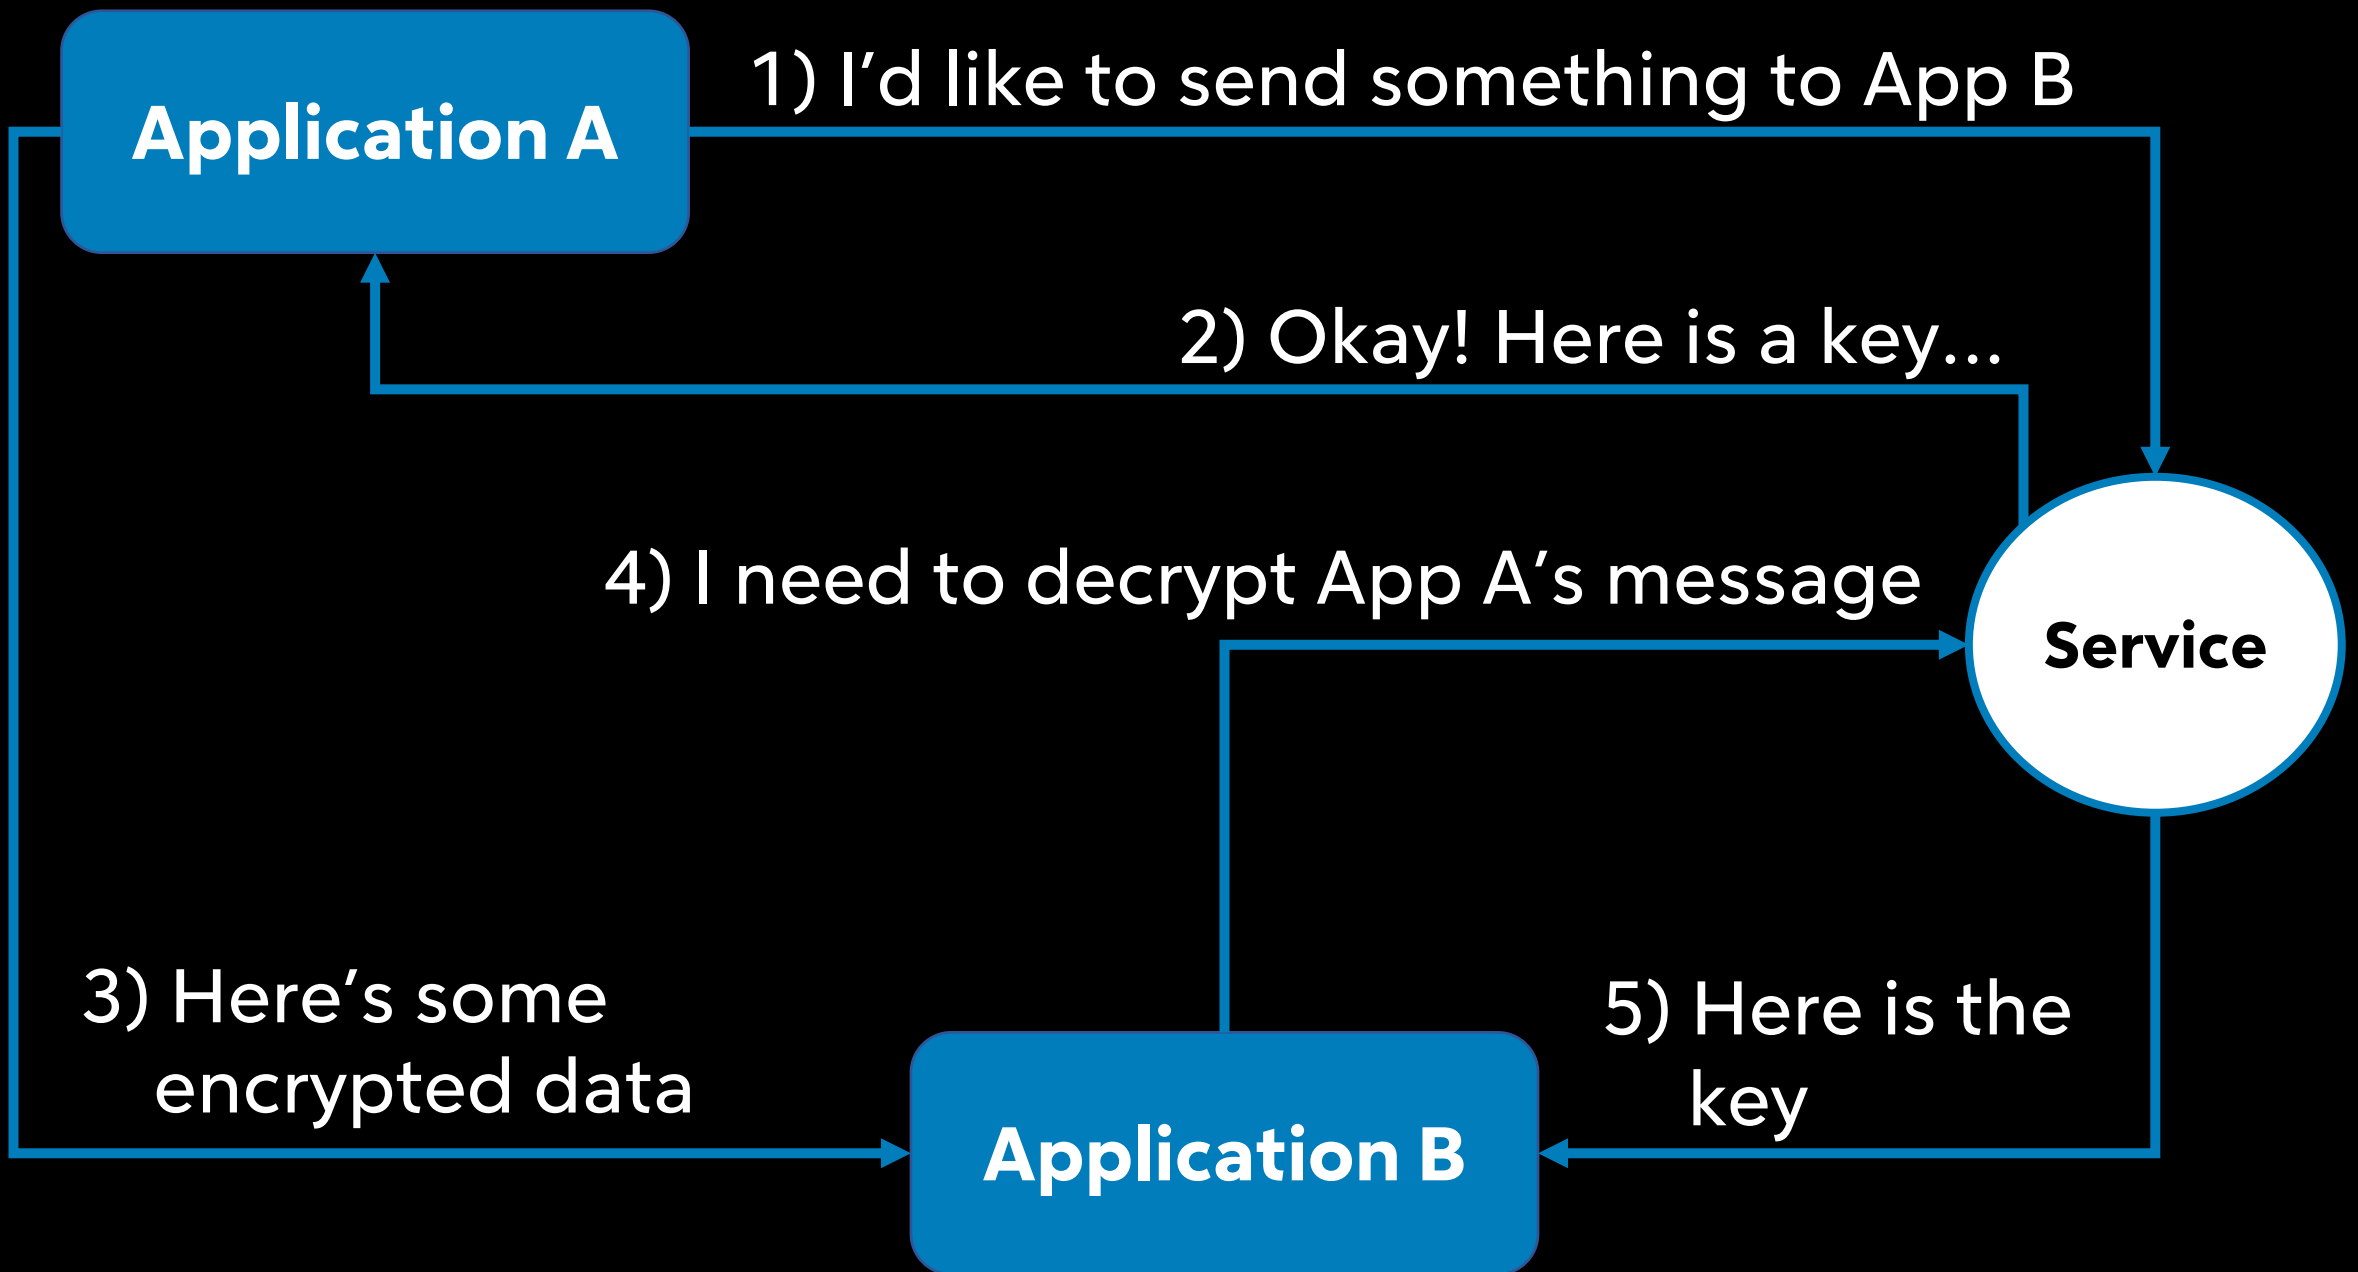 Application A
1) I’d like to send something to App B
2) Okay! Here is a key...
4) I need to decrypt App A’s message
Service
3) Here’s some
encrypted data
5) Here is the
key
Application B